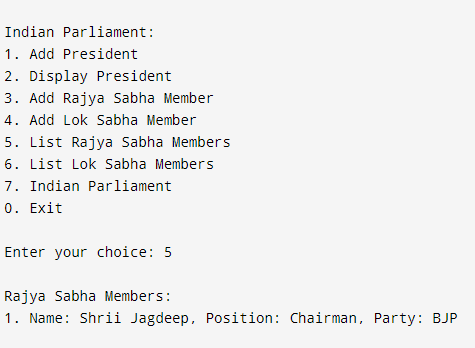 Indian Parliament:
1. Add President
2. Display President
3. Add Rajya Sabha Member
4. Add Lok Sabha Member
5. List Rajya Sabha Members
6. List Lok Sabha Members
7. Indian Parliament
0. Exit
Enter your choice: 5
Rajya Sabha Members:
1. Name: Shrii Jagdeep, Position: Chairman, Party: BJP